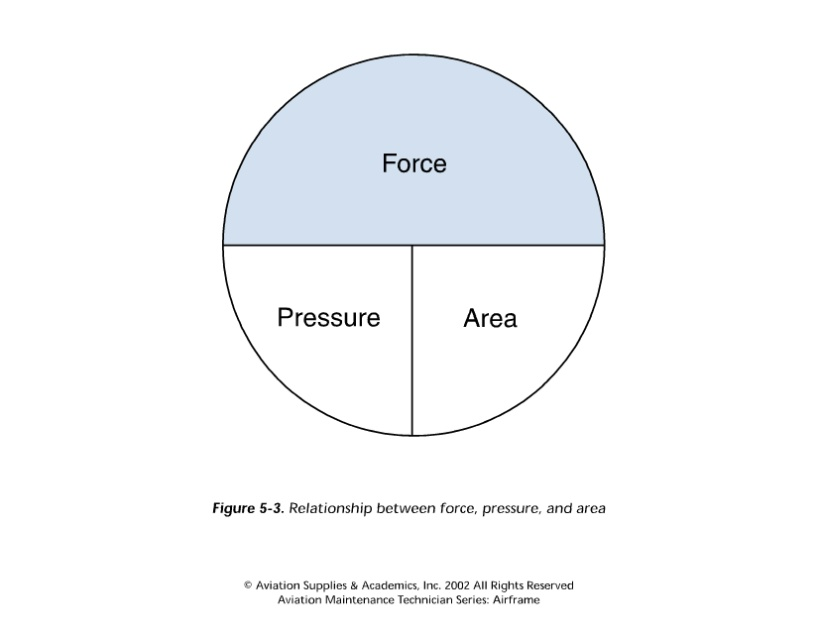 Force
Pressure Area
Figure 5-3. Relationship between force, pressure, and area
© Aviation Supplies & Academics, Inc. 2002 All Rights Reserved
Aviation Maintenance Technician Series: Airframe